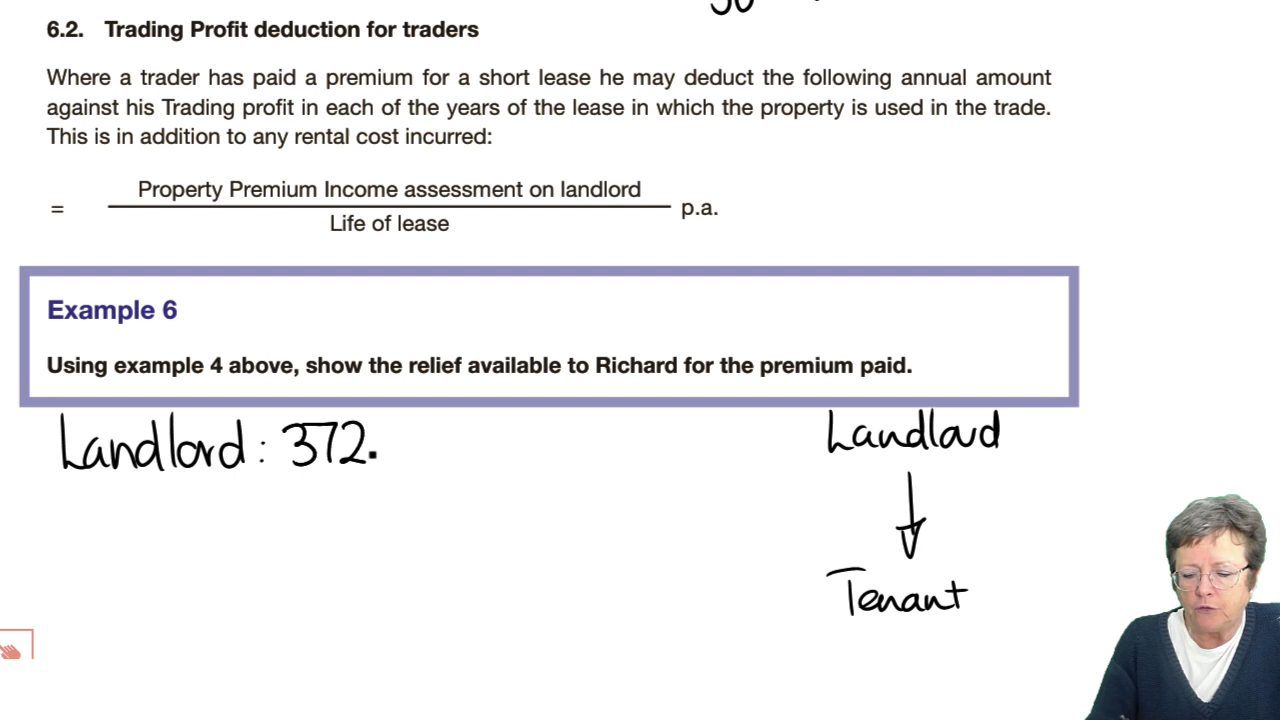 6.2. Trading Profit deduction for traders
Where a trader has paid a premium for a short lease he may deduct the following annual amount
against his Trading profit in each of the years of the lease in which the property is used in the trade.
This is in addition to any rental cost incurred:
Property Premium Income assessment on landlord
= p.a.
Life of lease
Example 6
Using example 4 above, show the relief available to Richard for the premium paid.
Landlord: 372.
Landlord
Tenant